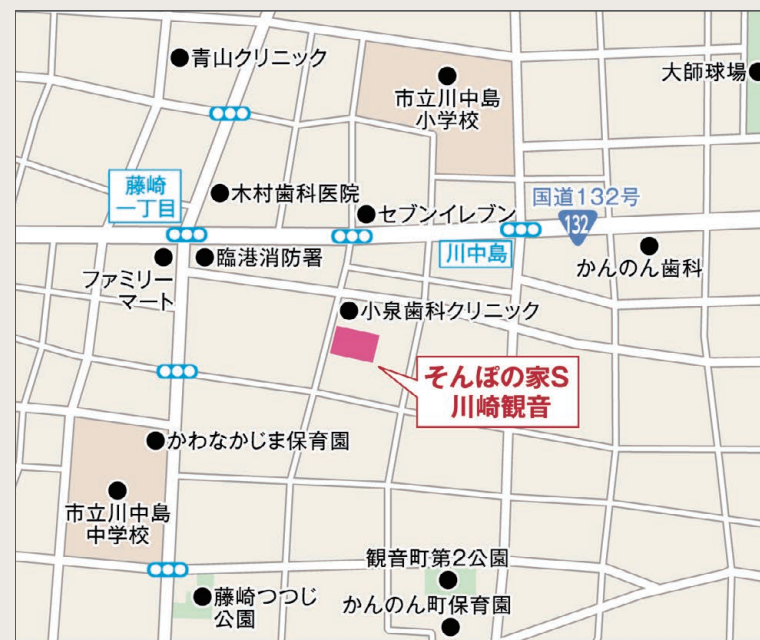 青山クリニック
大師球場
市立川中島
小学校
藤崎
一丁目
木村歯科医院
国道132号
セブンイレブン
132
川中島
かんのん歯科
臨港消防署
ファミリー
マート
小泉歯科クリニック
そんぽの家S
川崎観音
かわなかじま保育園
市立川中島
中学校
観音町第2公園
藤崎つつじ
公園
かんのん町保育園